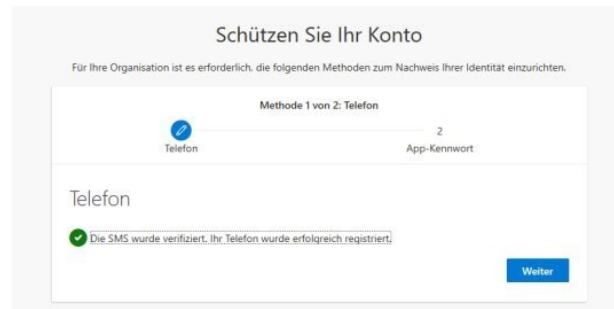 Schützen Sie Ihr Konto
Für Ihre Organisation ist es erforderlich, die folgenden Methoden zum Nachweis Ihrer Identität einzurichten.
Methode 1 von 2: Telefon
2
Telefon
App-Kennwort
Telefon
Die SMS wurde verifiziert. Ihr Telefon wurde erfolgreich registriert.
Weiter